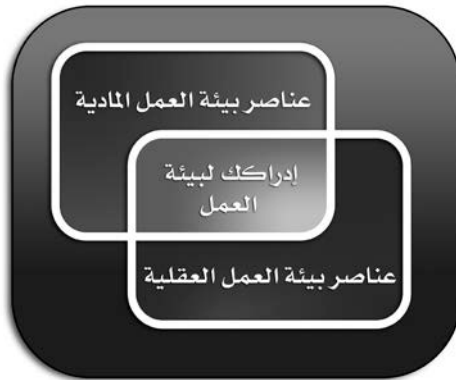 عناصر بيئة العمل المادية
إدراكك لبيئة
العمل
عناصر بيئة العمل العقلية